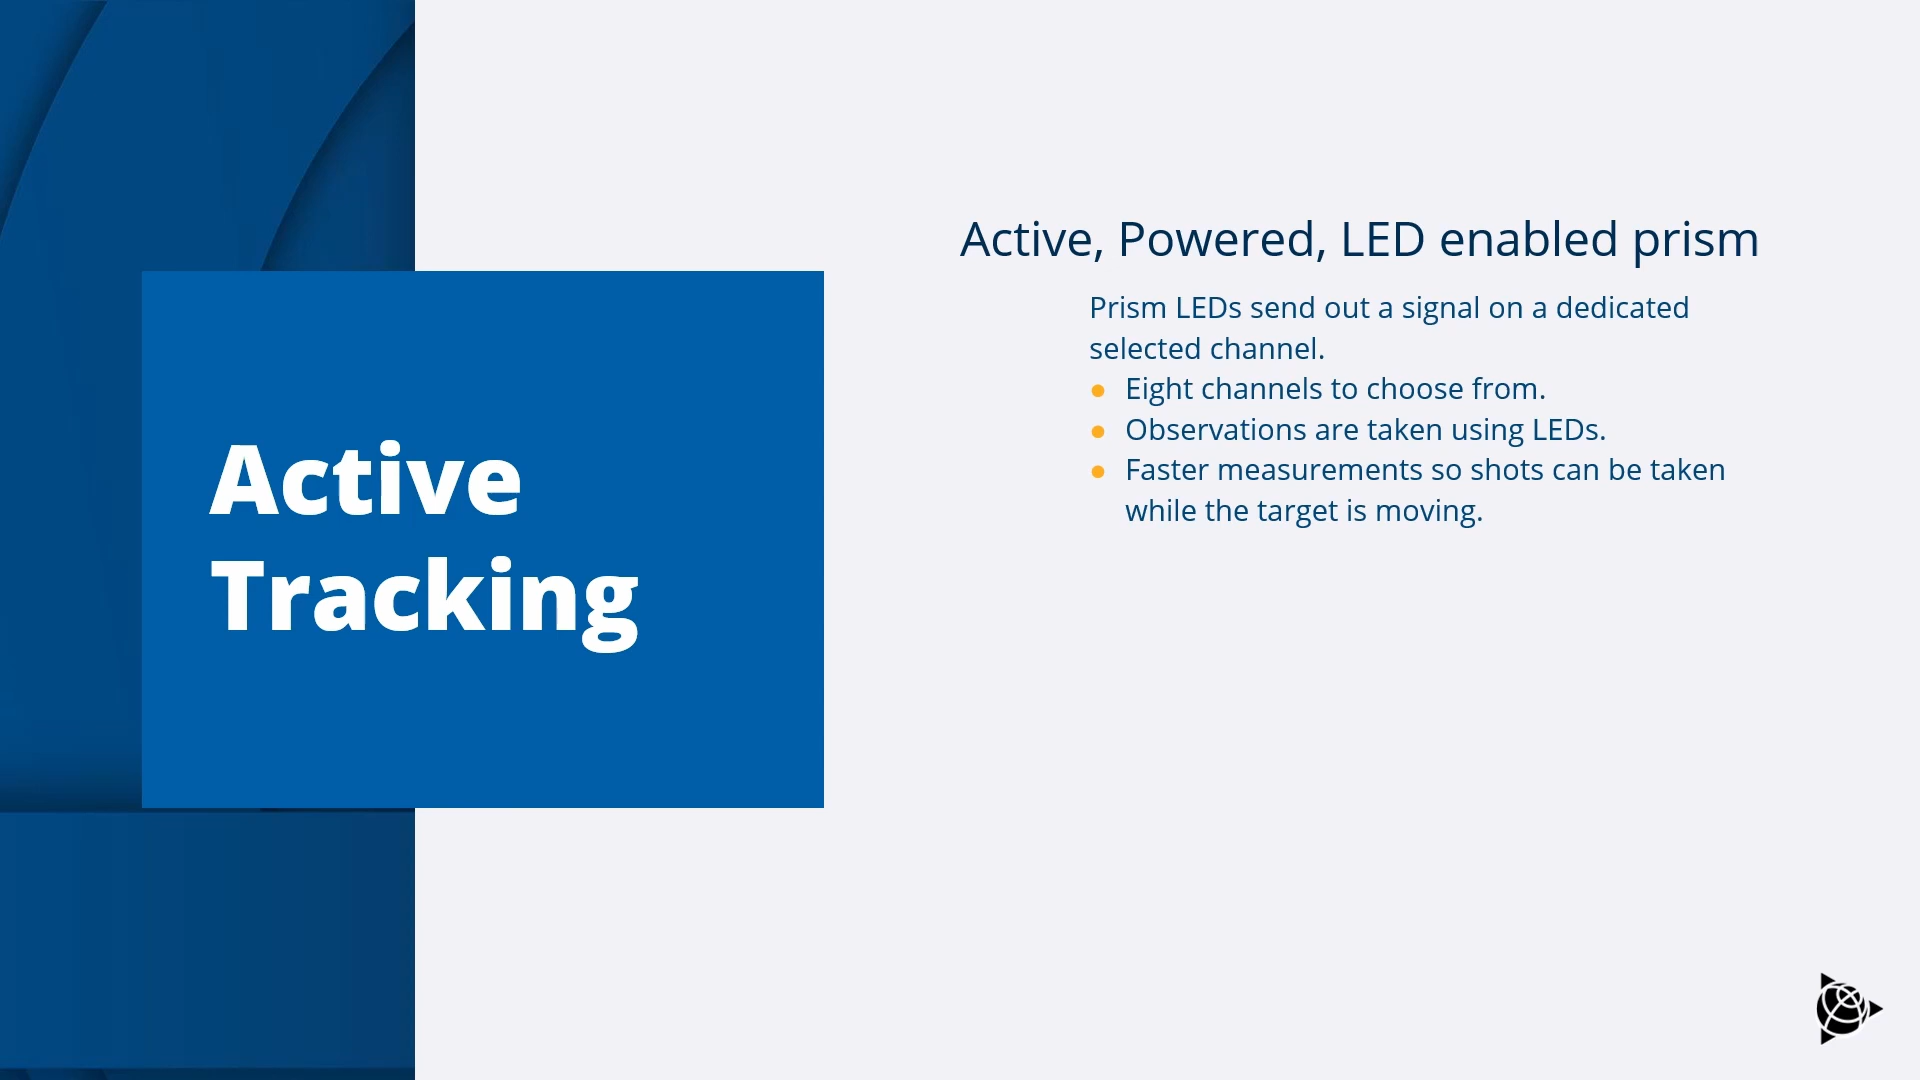 Active
Tracking
Active, Powered, LED enabled prism
Prism LEDs send out a signal on a dedicated
selected channel.
● Eight channels to choose from.
● Observations are taken using LEDs.
● Faster measurements so shots can be taken
while the target is moving.